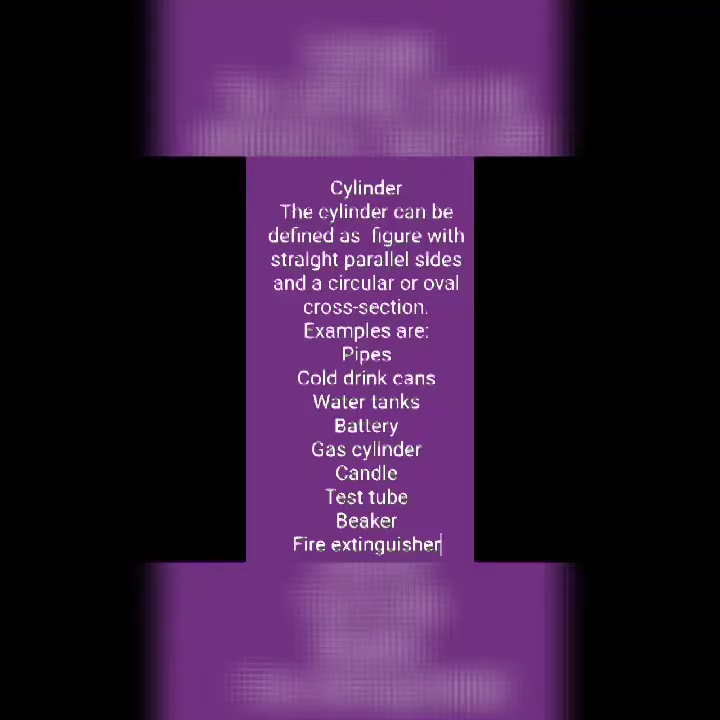 Cylinder
The cylinder can be
defined as  figure with
straight parallel sides
and a circular or oval
cross-section.
Examples are:
Pipes
Cold drink cans
Water tanks
Battery
Gas cylinder
Candle
Test tube
Beaker
Fire extinguisher